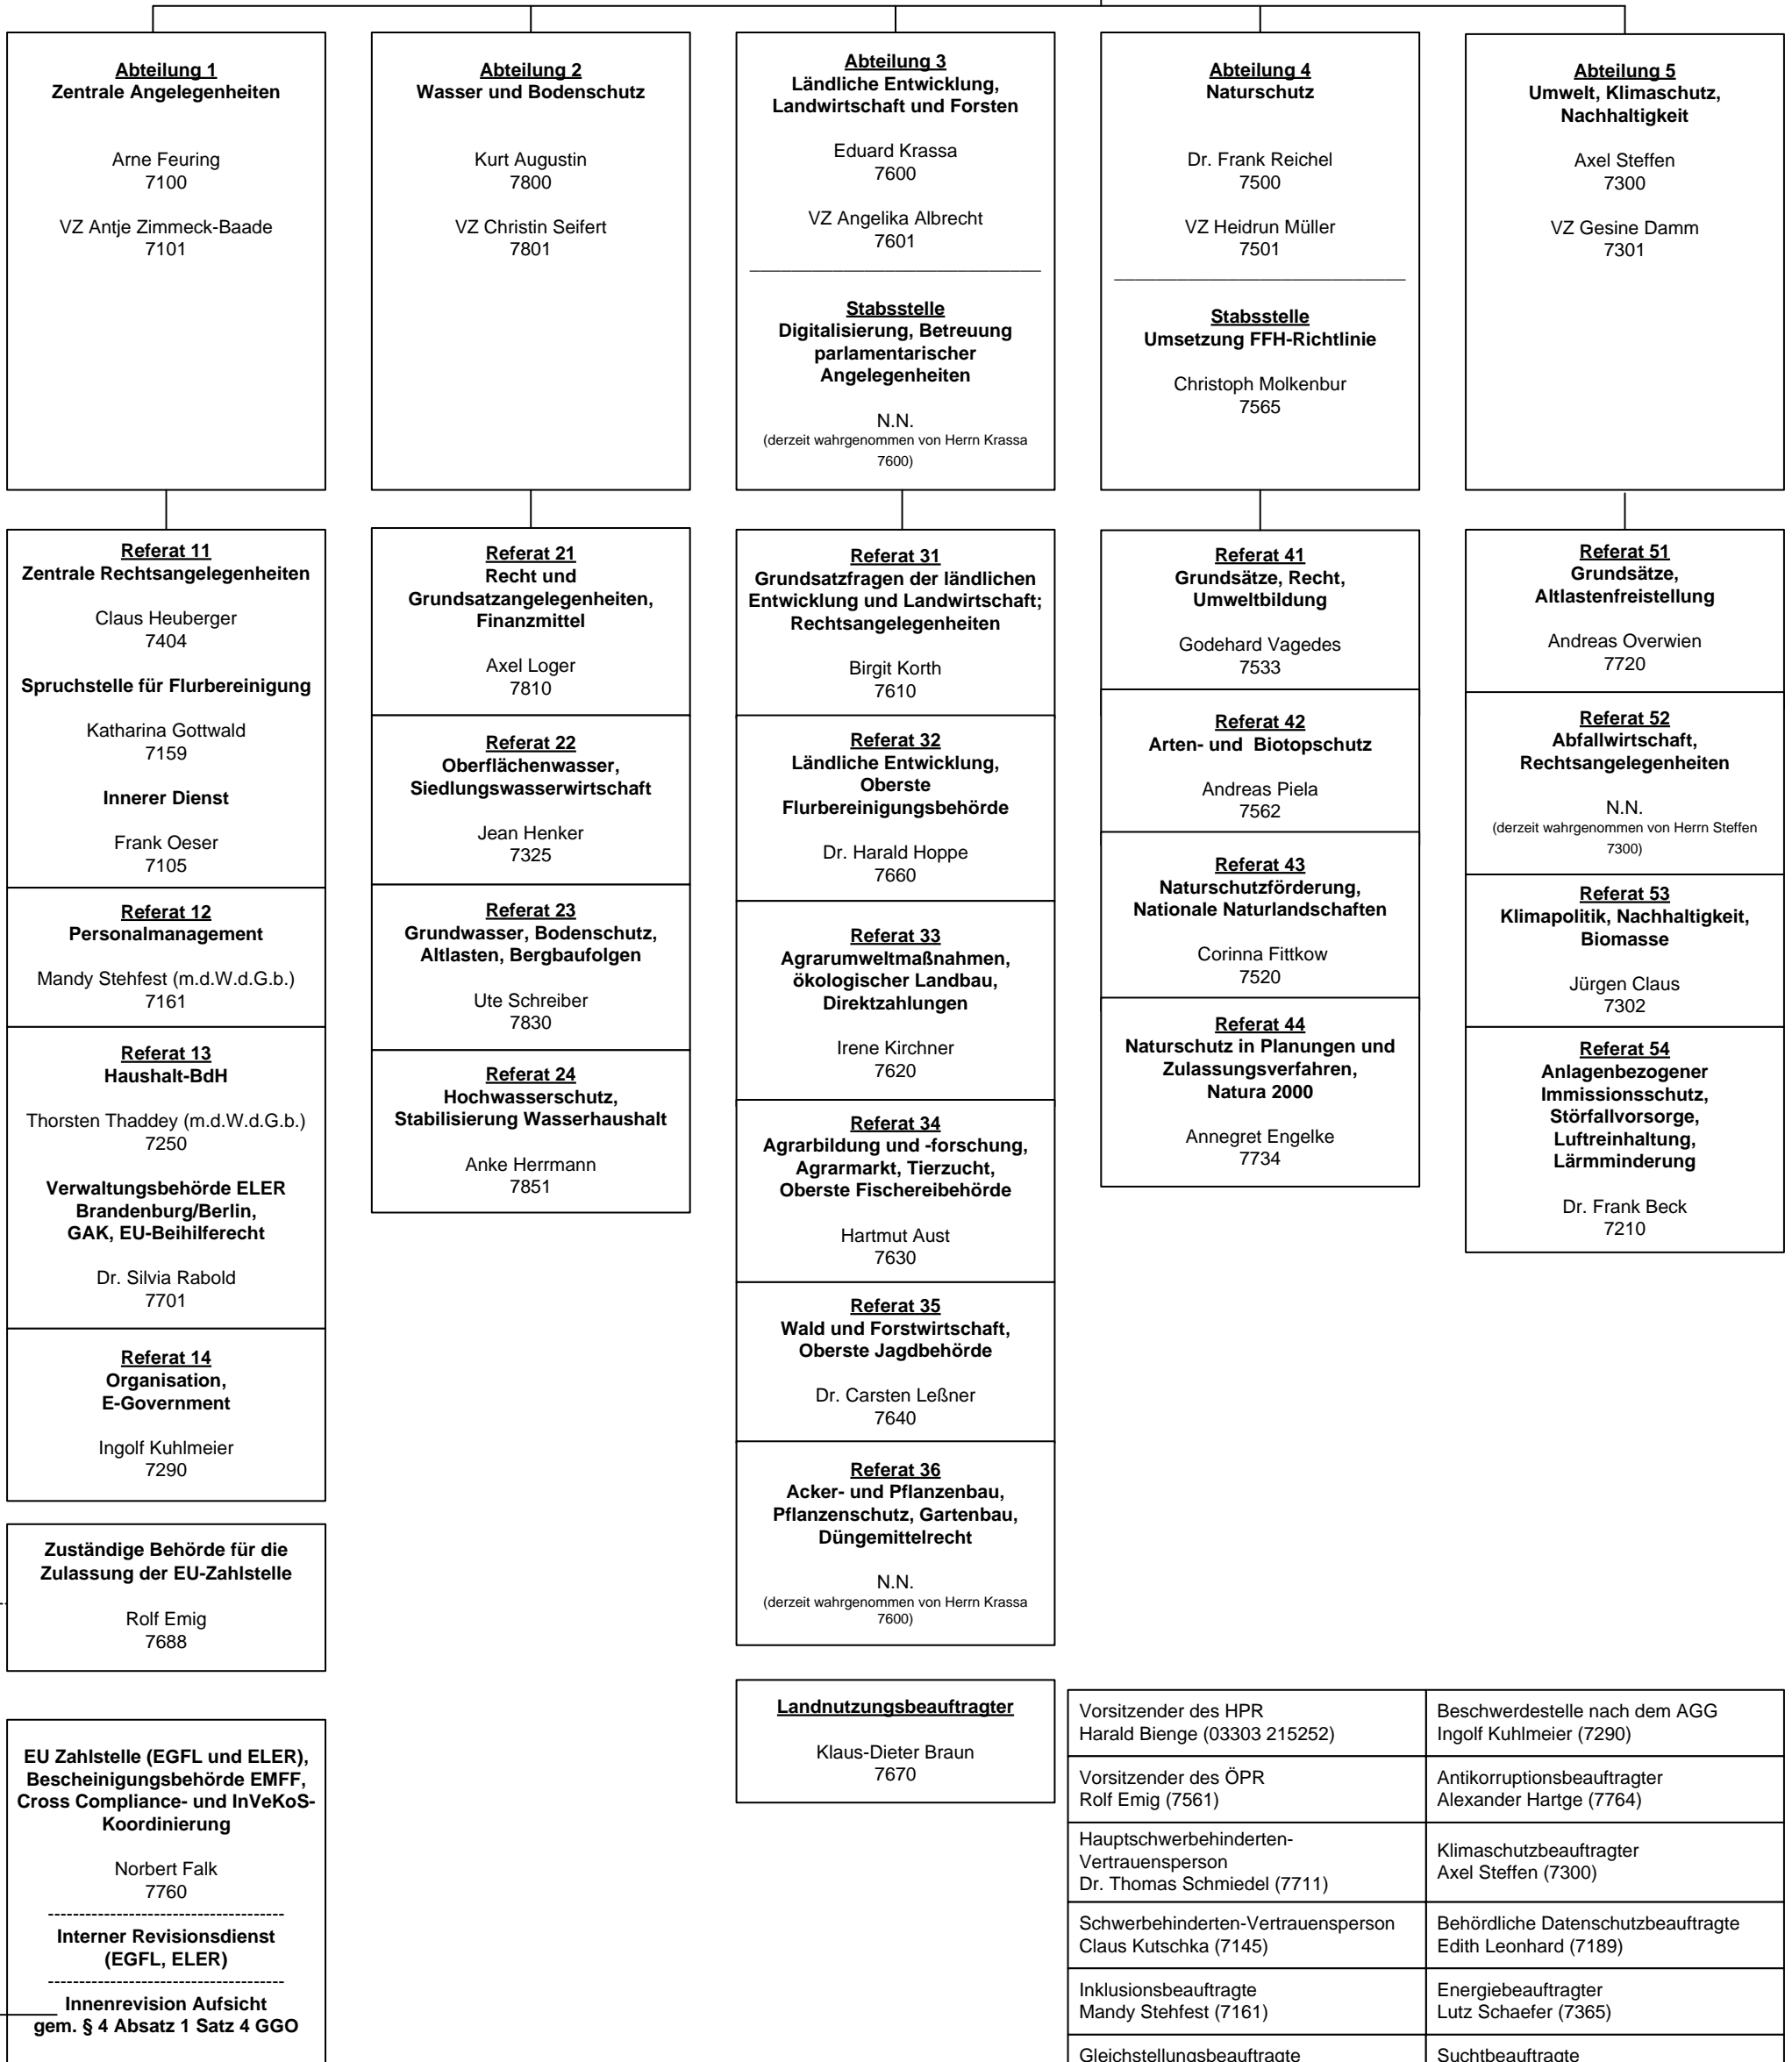 Abteilung 1
Zentrale Angelegenheiten
Arne Feuring
7100
VZ Antje Zimmeck-Baade
7101
Abteilung 2
Wasser und Bodenschutz
Kurt Augustin
7800
VZ Christin Seifert
7801
Abteilung 3
Ländliche Entwicklung,
Landwirtschaft und Forsten
Eduard Krassa
7600
VZ Angelika Albrecht
7601
Stabsstelle
Digitalisierung, Betreuung
parlamentarischer
Angelegenheiten
N.N.
(derzeit wahrgenommen von Herrn Krassa
7600)
Abteilung 4
Naturschutz
Dr. Frank Reichel
7500
VZ Heidrun Müller
7501
Stabsstelle
Umsetzung FFH-Richtlinie
Christoph Molkenbur
7565
Abteilung 5
Umwelt, Klimaschutz,
Nachhaltigkeit
Axel Steffen
7300
VZ Gesine Damm
7301
Referat 11
Zentrale Rechtsangelegenheiten
Claus Heuberger
7404
Spruchstelle für Flurbereinigung
Katharina Gottwald
7159
Innerer Dienst
Frank Oeser
7105
Referat 12
Personalmanagement
Mandy Stehfest (m.d.W.d.G.b.)
7161
Referat 13
Haushalt-BdH
Thorsten Thaddey (m.d.W.d.G.b.)
7250
Verwaltungsbehörde ELER
Brandenburg/Berlin,
GAK, EU-Beihilferecht
Dr. Silvia Rabold
7701
Referat 14
Organisation,
E-Government
Ingolf Kuhlmeier
7290
Zuständige Behörde für die
Zulassung der EU-Zahlstelle
Rolf Emig
7688
EU Zahlstelle (EGFL und ELER),
Bescheinigungsbehörde EMFF,
Cross Compliance- und InVeKoS-
Koordinierung
Norbert Falk
7760
Interner Revisionsdienst
(EGFL, ELER)
Innenrevision Aufsicht
gem. § 4 Absatz 1 Satz 4 GGO
Referat 21
Recht und
Grundsatzangelegenheiten,
Finanzmittel
Axel Loger
7810
Referat 22
Oberflächenwasser,
Siedlungswasserwirtschaft
Jean Henker
7325
Referat 23
Grundwasser, Bodenschutz,
Altlasten, Bergbaufolgen
Ute Schreiber
7830
Referat 24
Hochwasserschutz,
Stabilisierung Wasserhaushalt
Anke Herrmann
7851
Referat 31
Grundsatzfragen der ländlichen
Entwicklung und Landwirtschaft;
Rechtsangelegenheiten
Birgit Korth
7610
Referat 32
Ländliche Entwicklung,
Oberste
Flurbereinigungsbehörde
Dr. Harald Hoppe
7660
Referat 33
Agrarumweltmaßnahmen,
ökologischer Landbau,
Direktzahlungen
Irene Kirchner
7620
Referat 34
Agrarbildung und -forschung,
Agrarmarkt, Tierzucht,
Oberste Fischereibehörde
Hartmut Aust
7630
Referat 35
Wald und Forstwirtschaft,
Oberste Jagdbehörde
Dr. Carsten Leßner
7640
Referat 36
Acker- und Pflanzenbau,
Pflanzenschutz, Gartenbau,
Düngemittelrecht
N.N.
(derzeit wahrgenommen von Herrn Krassa
7600)
Landnutzungsbeauftragter
Klaus-Dieter Braun
7670
Referat 41
Grundsätze, Recht,
Umweltbildung
Godehard Vagedes
7533
Referat 42
Arten- und Biotopschutz
Andreas Piela
7562
Referat 43
Naturschutzförderung,
Nationale Naturlandschaften
Corinna Fittkow
7520
Referat 44
Naturschutz in Planungen und
Zulassungsverfahren,
Natura 2000
Annegret Engelke
7734
Referat 51
Grundsätze,
Altlastenfreistellung
Andreas Overwien
7720
Referat 52
Abfallwirtschaft,
Rechtsangelegenheiten
N.N.
(derzeit wahrgenommen von Herrn Steffen
7300)
Referat 53
Klimapolitik, Nachhaltigkeit,
Biomasse
Jürgen Claus
7302
Referat 54
Anlagenbezogener
Immissionsschutz,
Störfallvorsorge,
Luftreinhaltung,
Lärmminderung
Dr. Frank Beck
7210
Vorsitzender des HPR
Harald Bienge (03303 215252)
Beschwerdestelle nach dem AGG
Ingolf Kuhlmeier (7290)
Vorsitzender des ÖPR
Rolf Emig (7561)
Antikorruptionsbeauftragter
Alexander Hartge (7764)
Hauptschwerbehinderten-
Vertrauensperson
Dr. Thomas Schmiedel (7711)
Klimaschutzbeauftragter
Axel Steffen (7300)
Schwerbehinderten-Vertrauensperson
Claus Kutschka (7145)
Behördliche Datenschutzbeauftragte
Edith Leonhard (7189)
Inklusionsbeauftragte
Mandy Stehfest (7161)
Energiebeauftragter
Lutz Schaefer (7365)
Gleichstellungsbeauftragte
Suchtbeauftragte